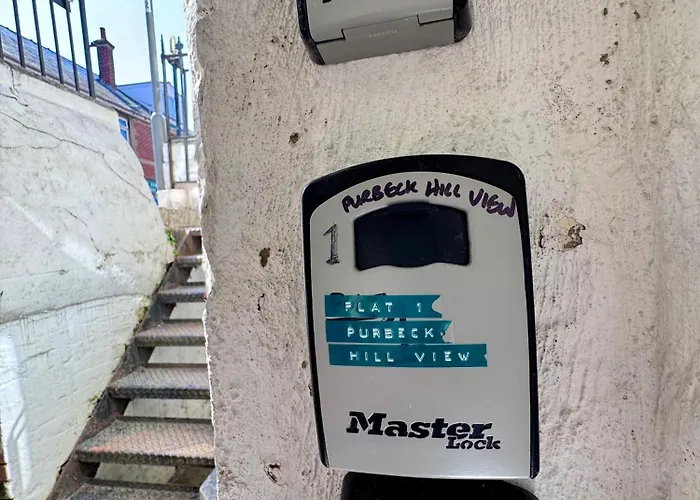 PURBECK HILL VIEW
1
FLAT 1
PURBECK
HILL VIEW
Master
Lock